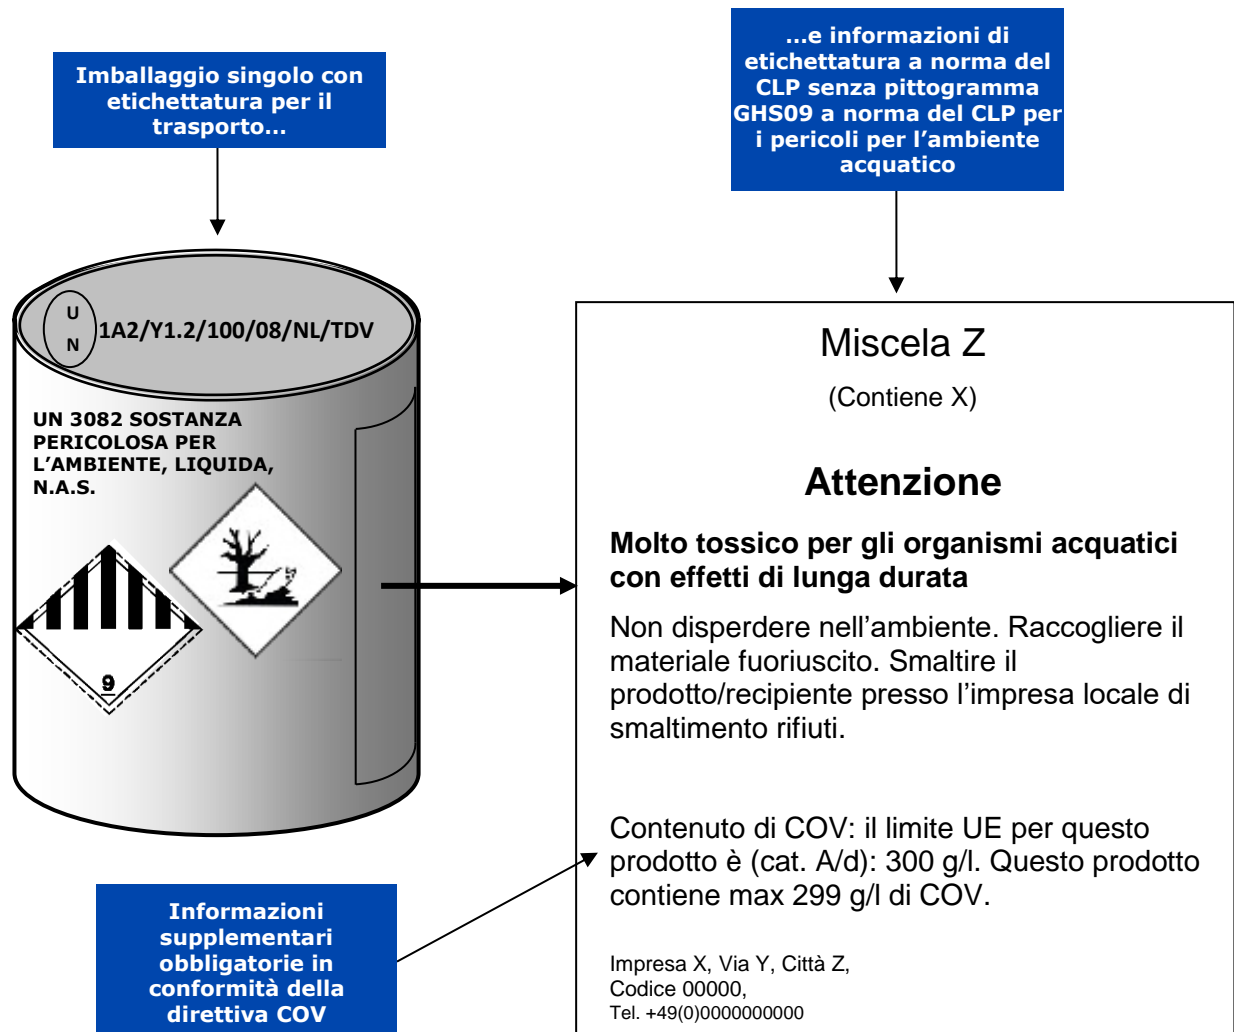 Imballaggio singolo con
etichettatura per il
trasporto...
...e informazioni di
etichettatura a norma del
CLP senza pittogramma
GHS09 a norma del CLP per
i pericoli per l’ambiente
acquatico
U
N
1A2/Y1.2/100/08/NL/TDV
UN 3082 SOSTANZA
PERICOLOSA PER
L’AMBIENTE, LIQUIDA,
N.A.S.
9
Miscela Z
(Contiene X)
Attenzione
Molto tossico per gli organismi acquatici
con effetti di lunga durata
Non disperdere nell’ambiente. Raccogliere il
materiale fuoriuscito. Smaltire il
prodotto/recipiente presso l’impresa locale di
smaltimento rifiuti.
Contenuto di COV: il limite UE per questo
prodotto è (cat. A/d): 300 g/l. Questo prodotto
contiene max 299 g/l di COV.
Impresa X, Via Y, Città Z,
Codice 00000,
Tel. +49(0)0000000000
Informazioni
supplementari
obbligatorie in
conformità della
direttiva COV